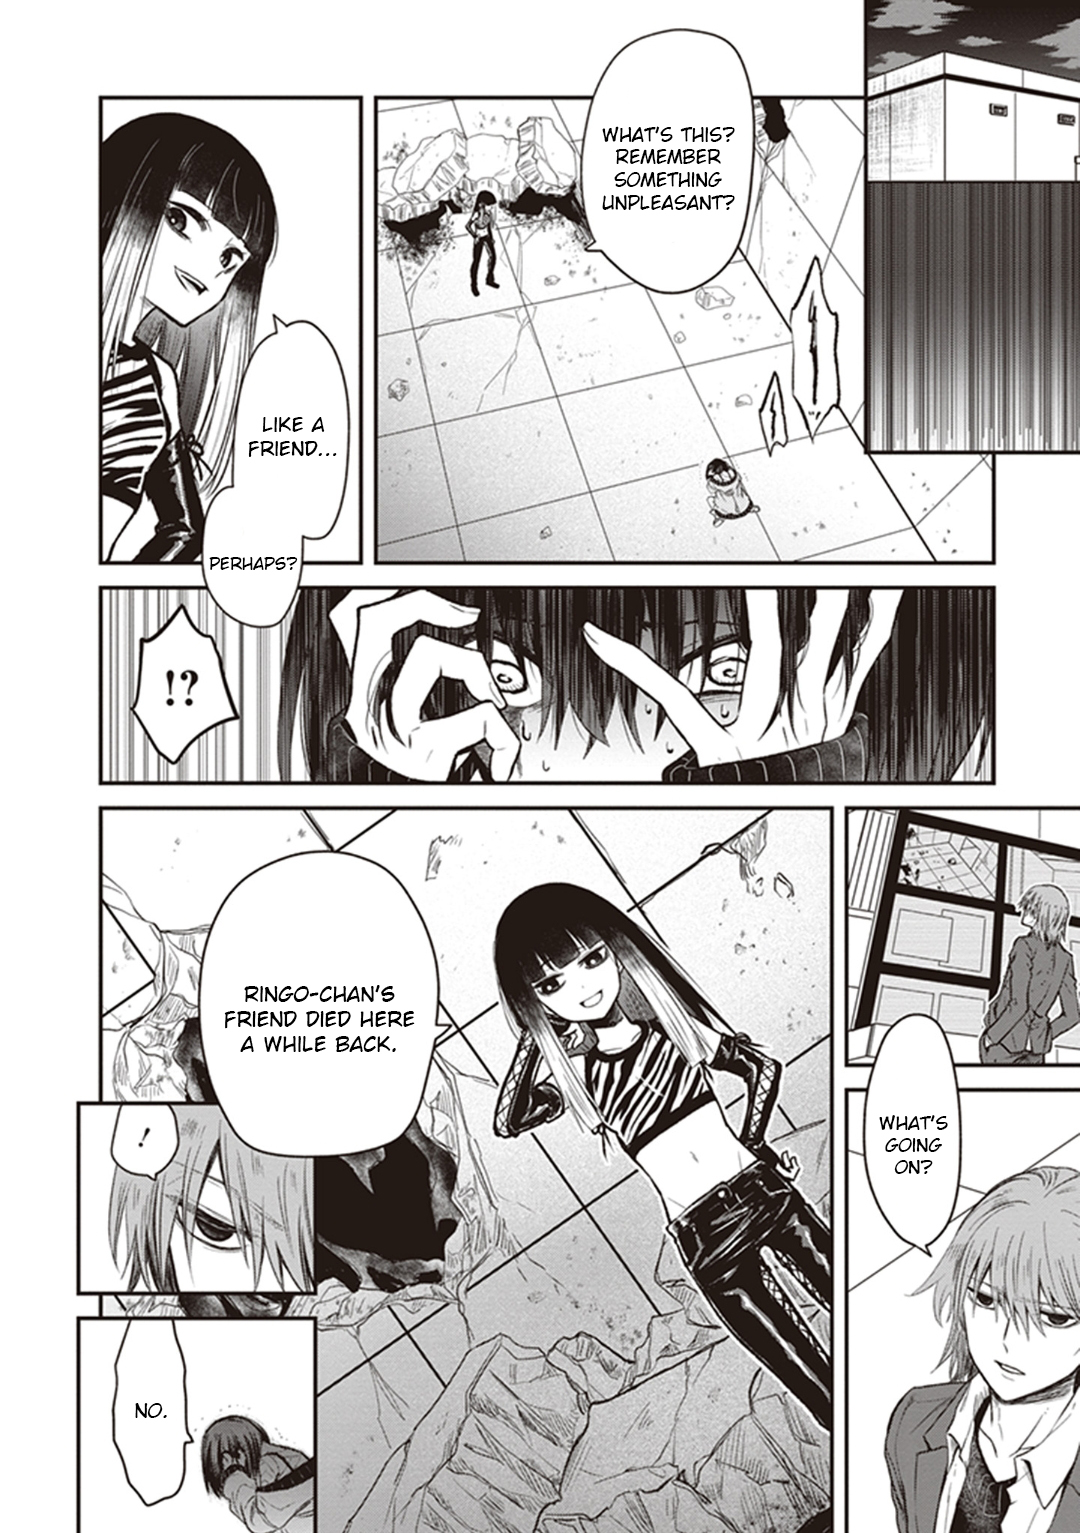 WHAT'S THIS?
REMEMBER
SOMETHING
UNPLEASANT?
LIKE A
FRIEND...
PERHAPS?
!?
WHAT'S
GOING
ON?
RINGO-CHAN'S
FRIEND DIED HERE
A WHILE BACK.
!
NO.